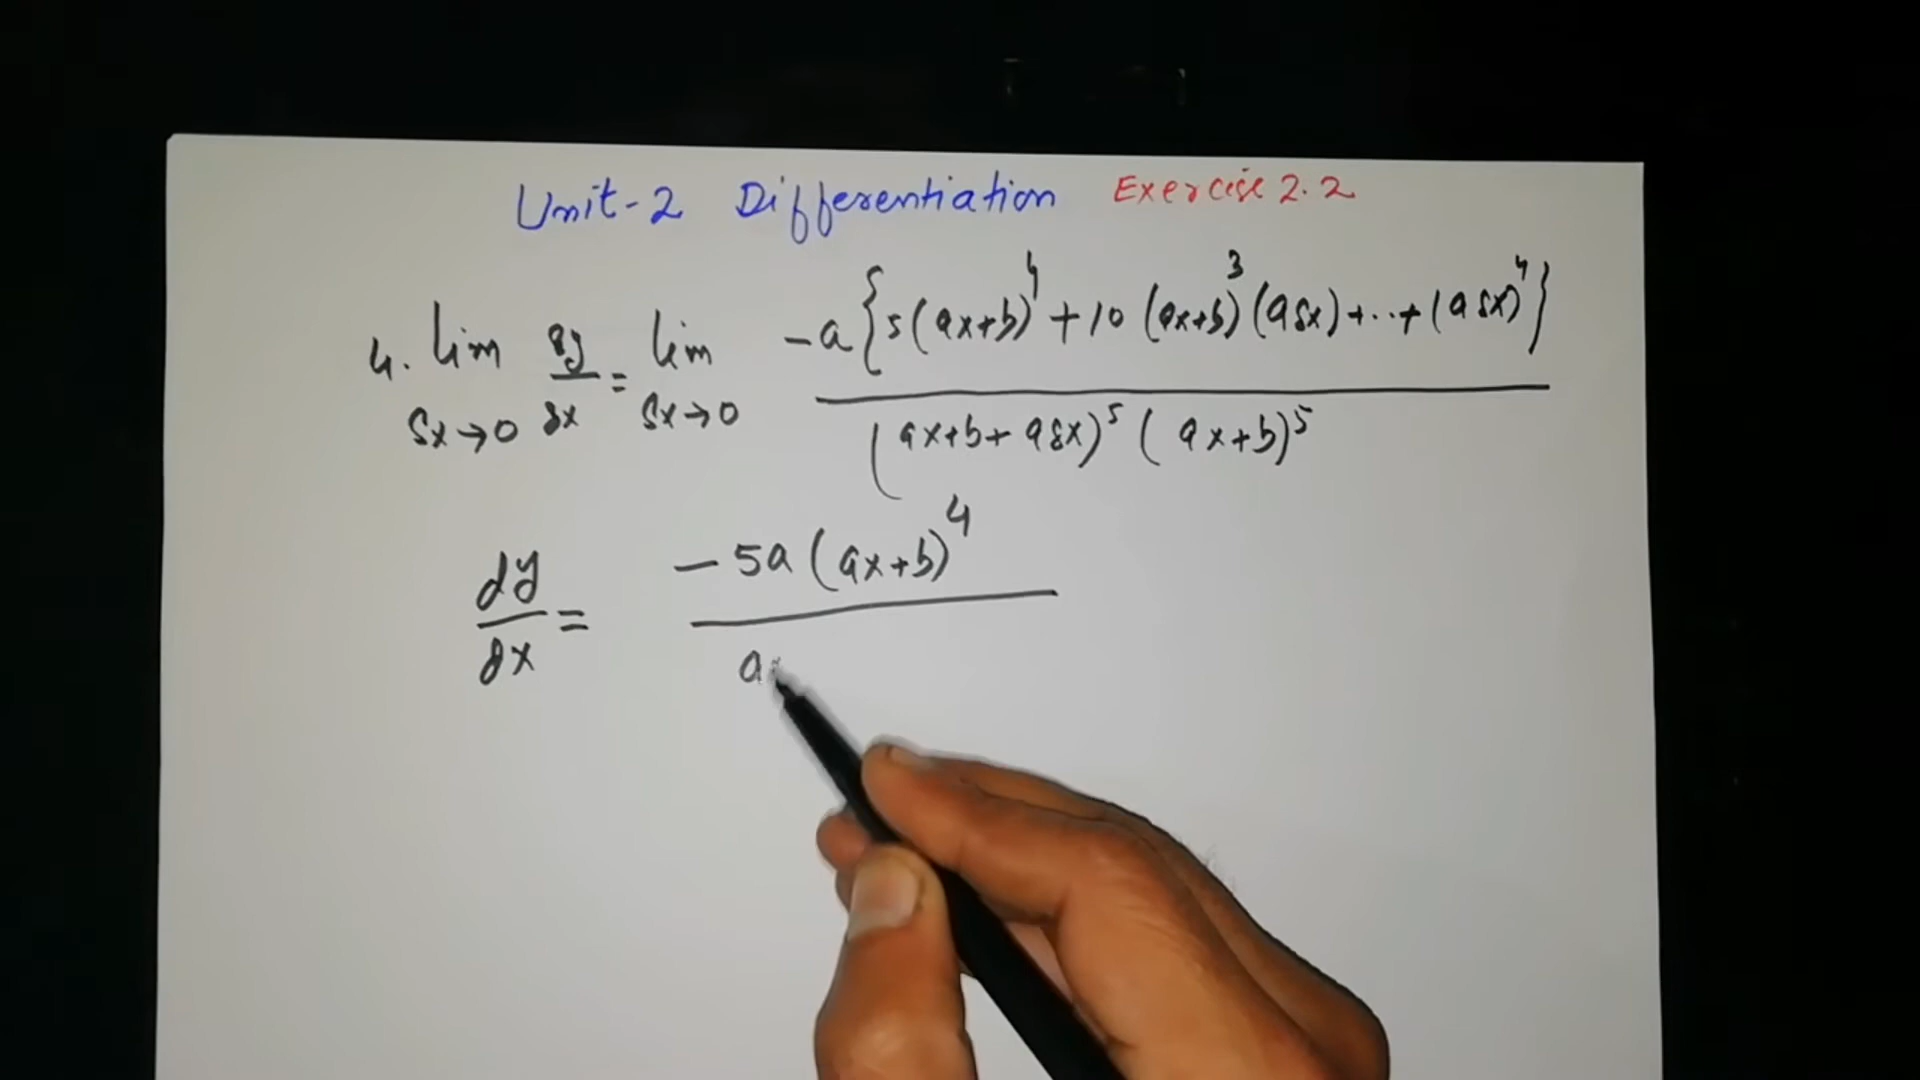 Unit-2 Differentiation Exercise 2.2
4. lim δx→0 δy/δx = lim δx→0 -a{5(ax+b)^4+10(ax+b)^3(aδx)+..+(aδx)^4} / (ax+b+aδx)^5(ax+b)^5
dy/dx = -5a(ax+b)^4 / ax